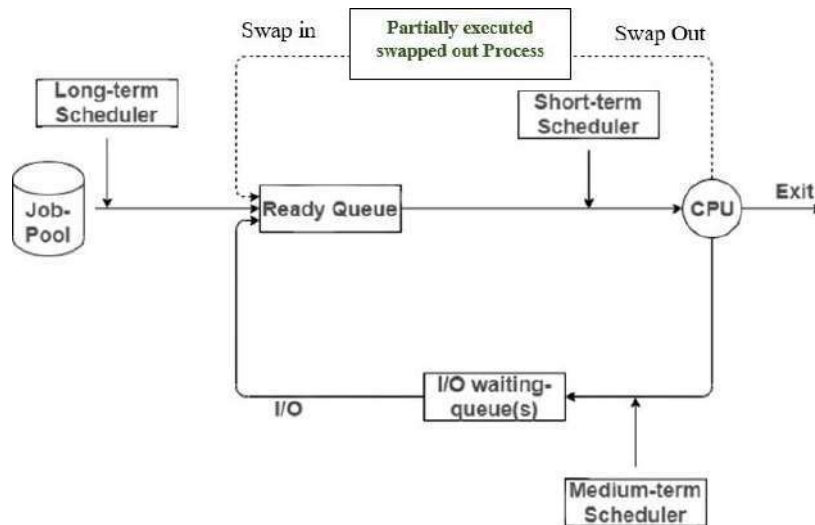 Swap in
Partially executed
swapped out Process
Swap Out
Long-term
Scheduler
Short-term
Scheduler
Job-
Pool
Ready Queue
CPU
Exit
I/O
I/O waiting-
queue(s)
Medium-term
Scheduler